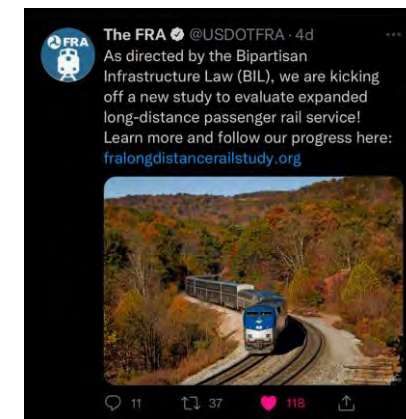 The FRA @USDOTFRA · 4d
FRA
As directed by the Bipartisan
Infrastructure Law (BIL), we are kicking
off a new study to evaluate expanded
long-distance passenger rail service!
Learn more and follow our progress here:
fralongdistancerailstudy.org
11 37 118